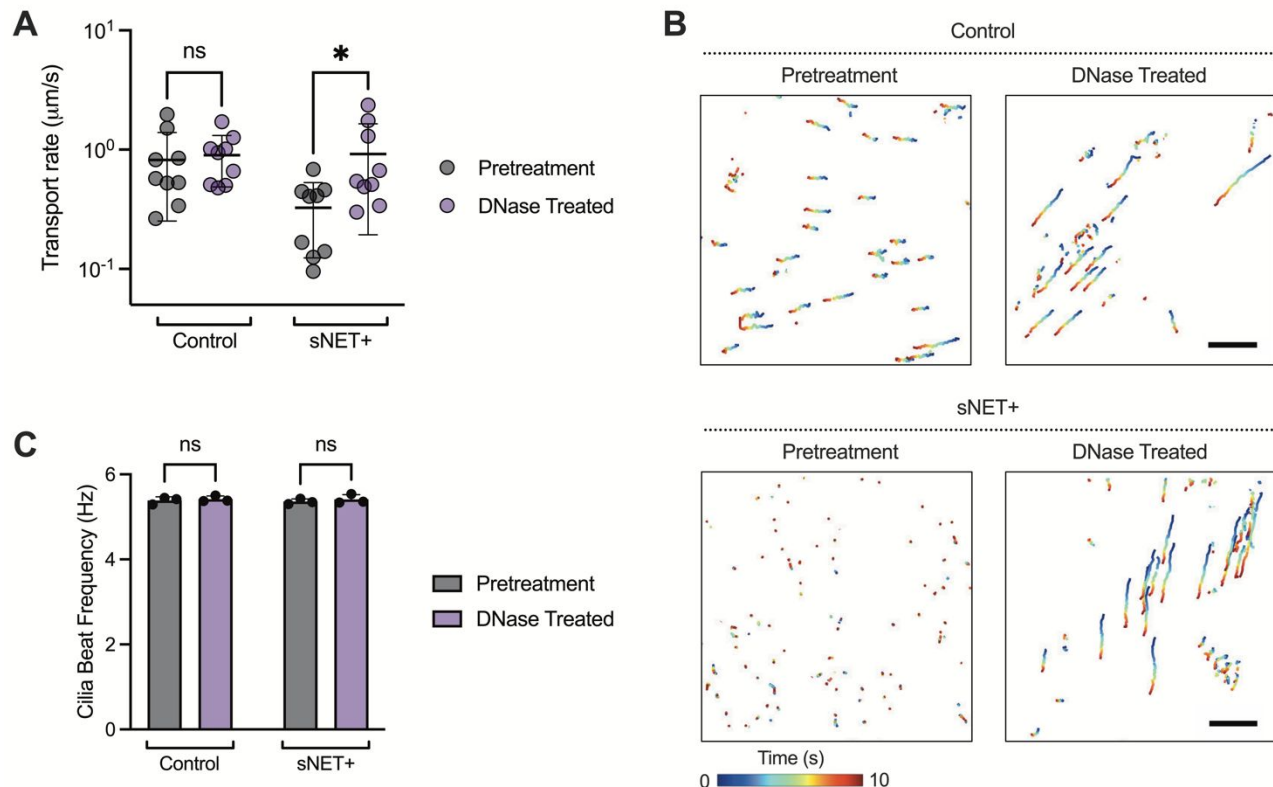 A
Transport rate (μm/s)
10¹
10⁰
10⁻¹
ns
*
Control
sNET+
Pretreatment
DNase Treated
B
Control
Pretreatment
DNase Treated
sNET+
Pretreatment
DNase Treated
Time (s)
0
10
C
Cilia Beat Frequency (Hz)
6
4
2
0
ns
ns
Control
sNET+
Pretreatment
DNase Treated